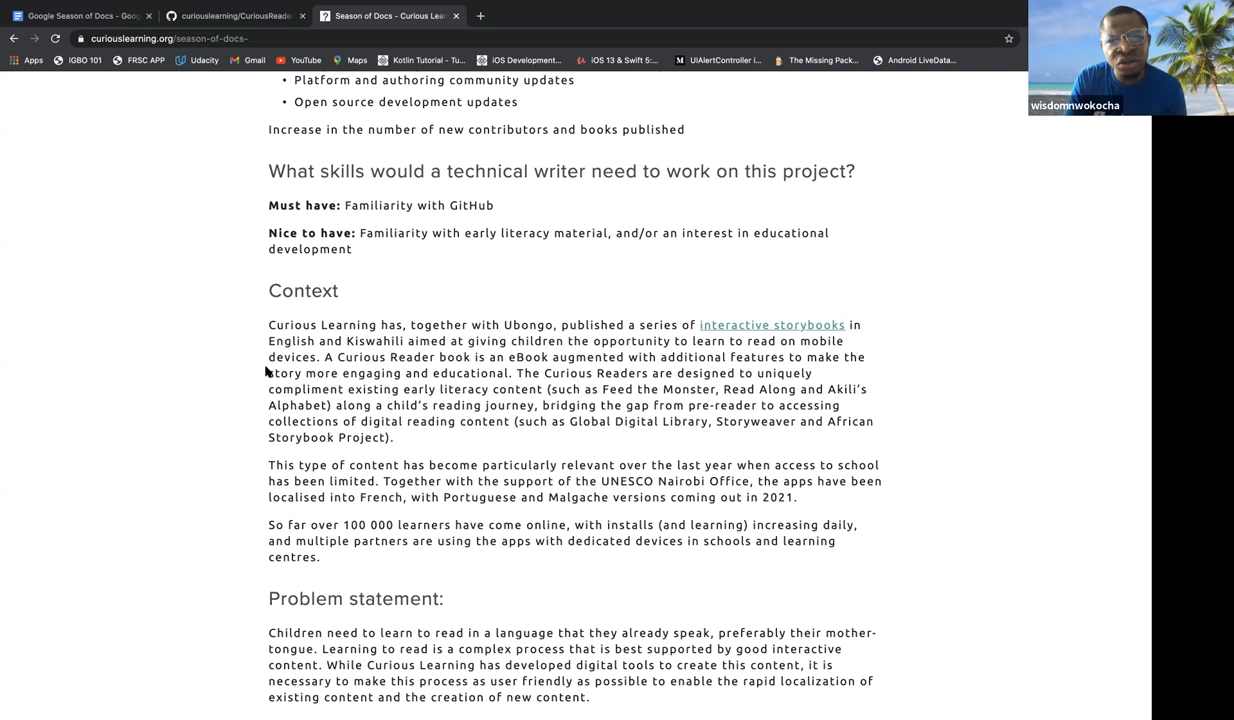 Google Season of Docs - Goog
curiouslearning/CuriousReade
Season of Docs - Curious Lear
curiouslearning.org/season-of-docs-
Apps
IGBO 101
FRSC APP
Udacity
Gmail
YouTube
Maps
Kotlin Tutorial - Tu...
iOS Development...
iOS 13 & Swift 5:...
UIAlertController i...
The Missing Pack...
Android LiveData...
wisdomnwokocha
• Platform and authoring community updates
• Open source development updates
Increase in the number of new contributors and books published
What skills would a technical writer need to work on this project?
Must have: Familiarity with GitHub
Nice to have: Familiarity with early literacy material, and/or an interest in educational
development
Context
Curious Learning has, together with Ubongo, published a series of interactive storybooks in
English and Kiswahili aimed at giving children the opportunity to learn to read on mobile
devices. A Curious Reader book is an eBook augmented with additional features to make the
story more engaging and educational. The Curious Readers are designed to uniquely
compliment existing early literacy content (such as Feed the Monster, Read Along and Akili's
Alphabet) along a child's reading journey, bridging the gap from pre-reader to accessing
collections of digital reading content (such as Global Digital Library, Storyweaver and African
Storybook Project).
This type of content has become particularly relevant over the last year when access to school
has been limited. Together with the support of the UNESCO Nairobi Office, the apps have been
localised into French, with Portuguese and Malgache versions coming out in 2021.
So far over 100 000 learners have come online, with installs (and learning) increasing daily,
and multiple partners are using the apps with dedicated devices in schools and learning
centres.
Problem statement:
Children need to learn to read in a language that they already speak, preferably their mother-
tongue. Learning to read is a complex process that is best supported by good interactive
content. While Curious Learning has developed digital tools to create this content, it is
necessary to make this process as user friendly as possible to enable the rapid localization of
existing content and the creation of new content.